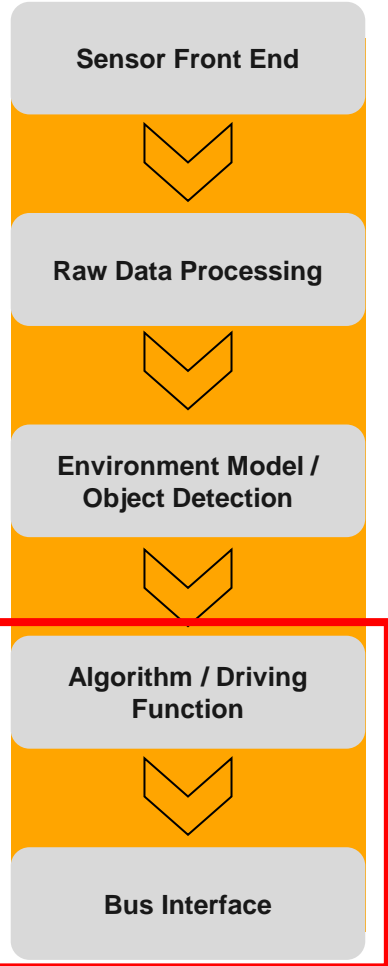 Sensor Front End
Raw Data Processing
Environment Model /
Object Detection
Algorithm / Driving
Function
Bus Interface